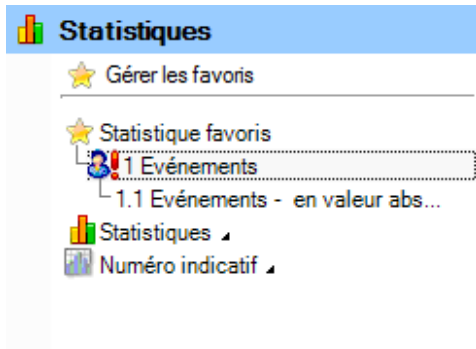 Statistiques
Gérer les favoris
Statistique favoris
1 Evénements
1.1 Evénements - en valeur abs...
Statistiques
Numéro indicatif